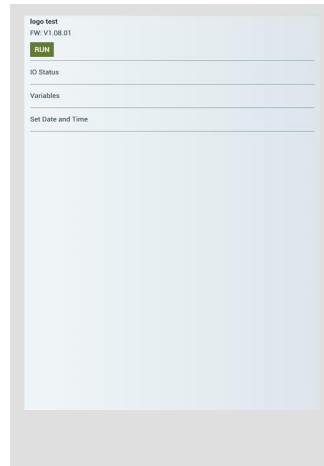 logo test
FW: V1.08.01
RUN
IO Status
Variables
Set Date and Time